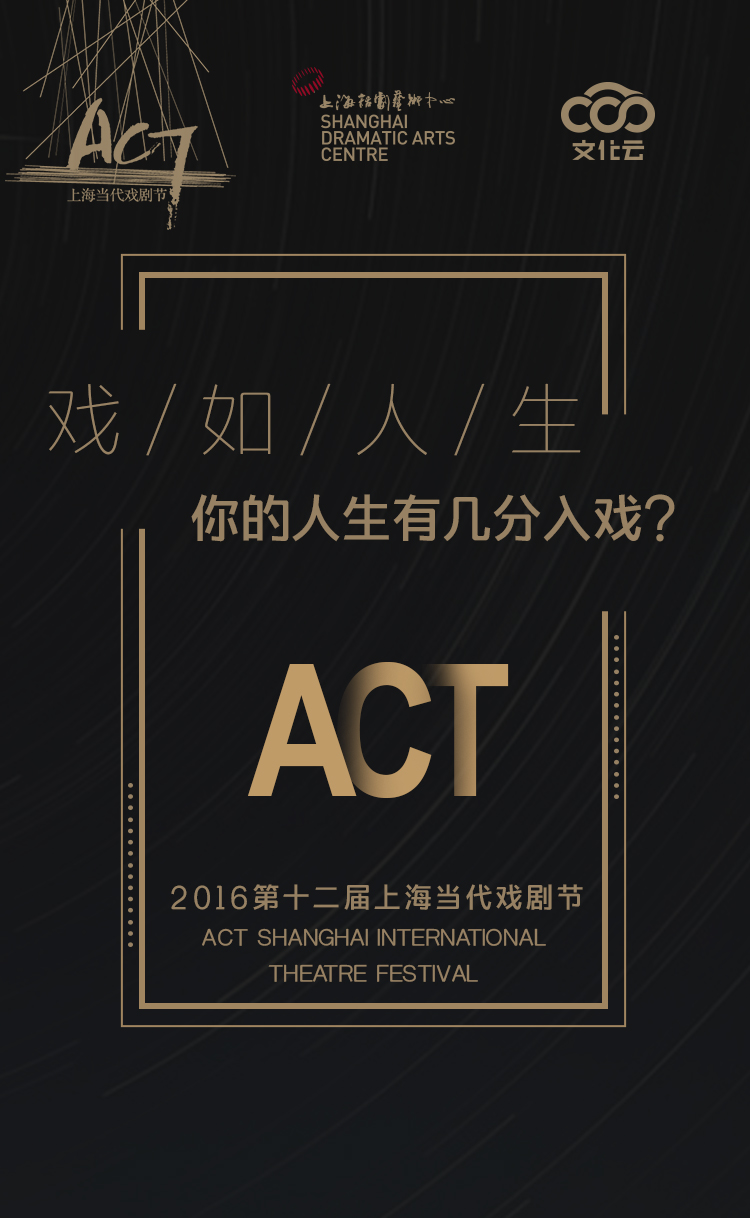 ACT
上海当代戏剧节
上海话剧艺术中心
SHANGHAI
DRAMATIC ARTS
CENTRE
文化云
戏/如/人/生
你的人生有几分入戏?
ACT
2016第十二届上海当代戏剧节
ACT SHANGHAI INTERNATIONAL
THEATRE FESTIVAL